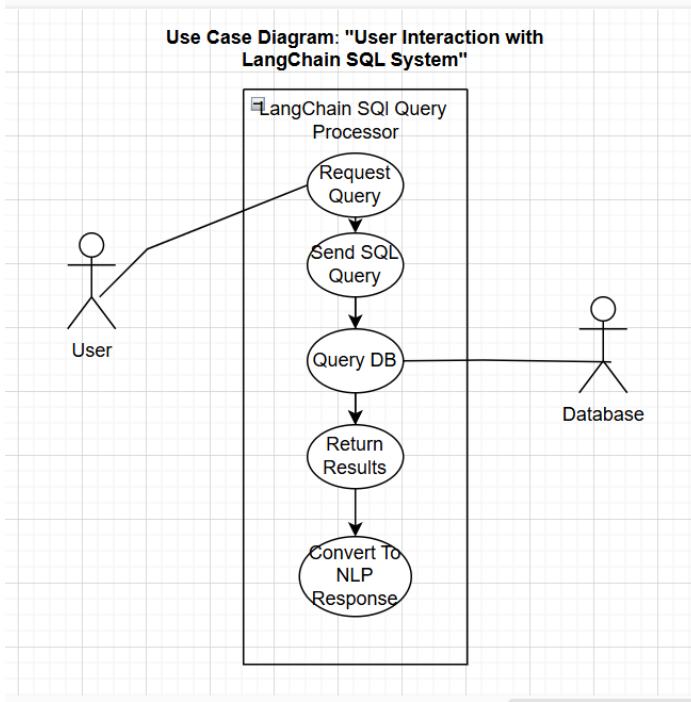 Use Case Diagram: "User Interaction with
LangChain SQL System"
LangChain SQl Query
Processor
Request
Query
Send SQL
Query
User
Query DB
Database
Return
Results
Convert To
NLP
Response